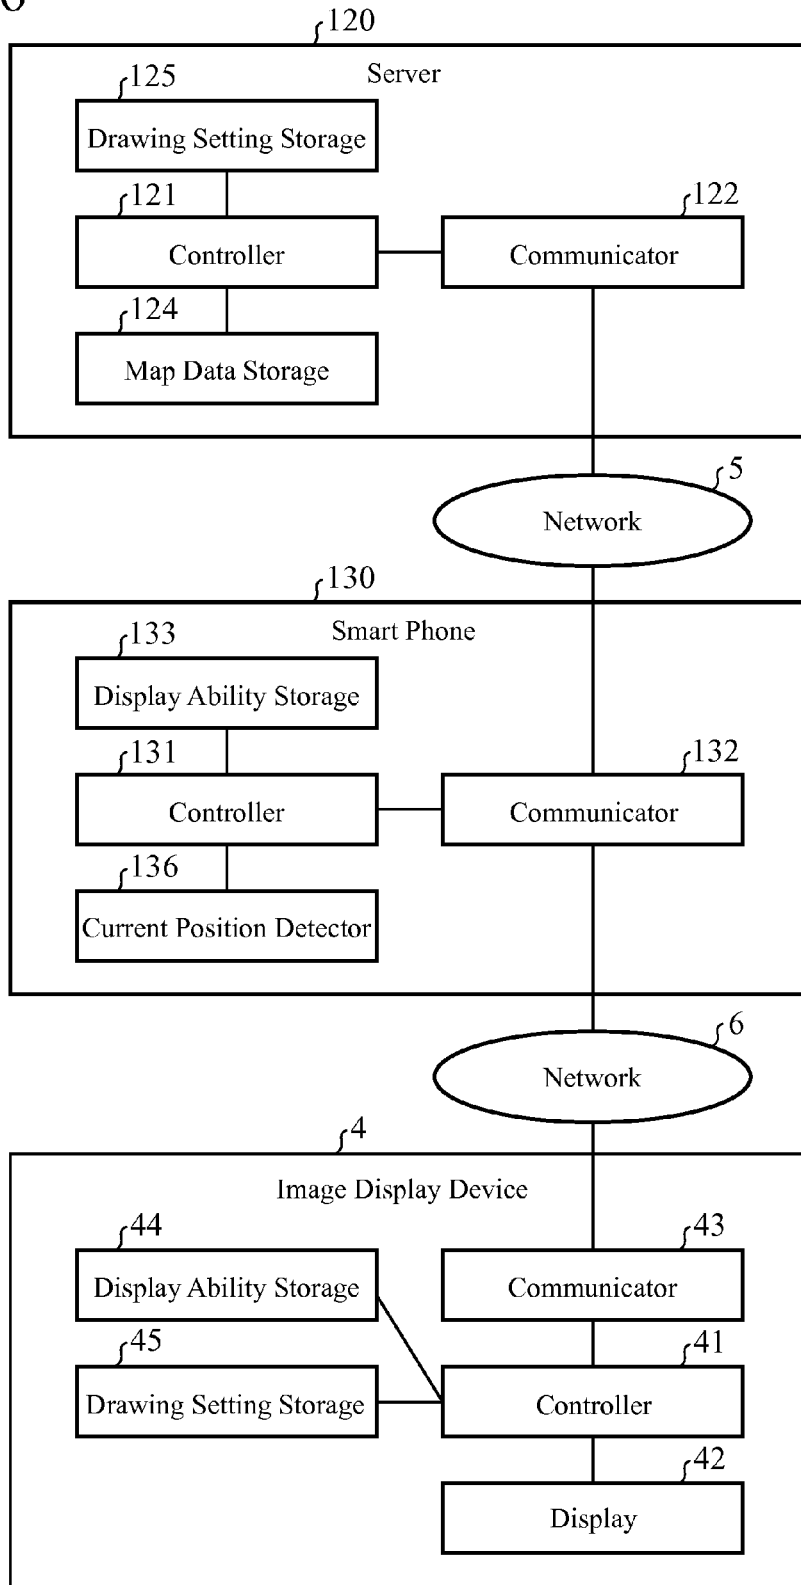 6
120
Server
125
Drawing Setting Storage
121
122
Controller
Communicator
124
Map Data Storage
5
Network
130
Smart Phone
133
Display Ability Storage
131
132
Controller
Communicator
136
Current Position Detector
6
Network
4
Image Display Device
44
43
Display Ability Storage
Communicator
45
41
Drawing Setting Storage
Controller
42
Display